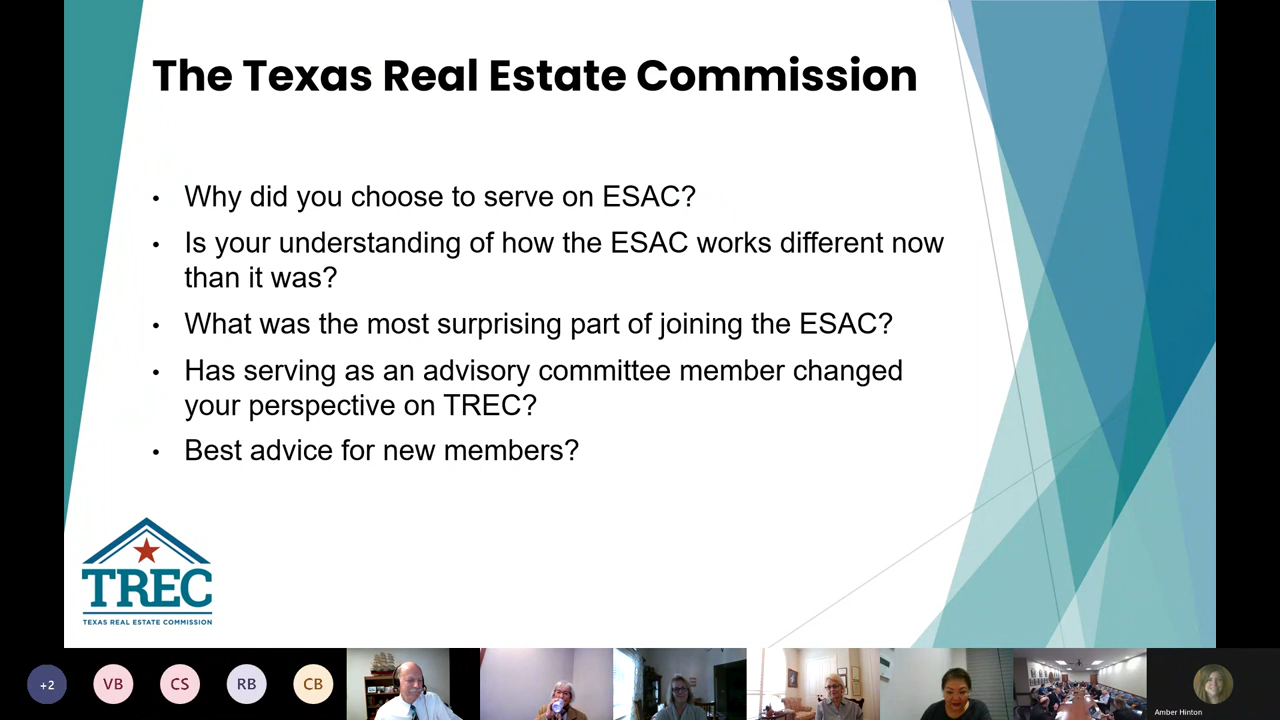 The Texas Real Estate Commission
• Why did you choose to serve on ESAC?
• Is your understanding of how the ESAC works different now
than it was?
• What was the most surprising part of joining the ESAC?
• Has serving as an advisory committee member changed
your perspective on TREC?
• Best advice for new members?
TREC
TEXAS REAL ESTATE COMMISSION
+2
VB
CS
RB
CB
Amber Hinton